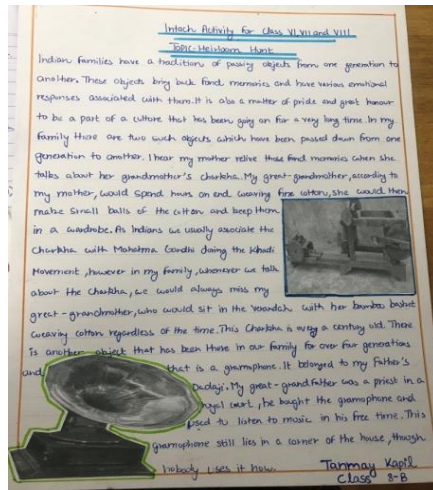 Intach Activity for Class VI, VII and VIII
Topic-Heirloom Hunt
Indian families have a tradition of passing objects from one generation to
another. These objects bring back fond memories and have various emotional
responses associated with them. It is also a matter of pride and great honour
to be a part of a culture that has been going on for a very long time. In my
family there are two such objects which have been passed down from one
generation to another. I hear my mother relive those fond memories when she
talks about her grandmother's charkha. My great-grandmother, according to
my mother, would spend hours on end weaving fine cotton, she would then
make small balls of the cotton and keep them
in a wardrobe. As Indians we usually associate the
Charkha with Mahatma Gandhi during the Khadi
Movement, however in my family, whenever we talk
about the Charkha, we would always miss my
great-grandmother, who would sit in the verandah with her bamboo basket
weaving cotton regardless of the time. This Charkha is over a century old. There
is another object that has been there in our family for over four generations
and that is a gramophone. It belonged to my father's
Dadaji. My great-grandfather was a priest in a
royal court, he bought the gramophone and
used to listen to music in his free time. This
gramophone still lies in a corner of the house, though
nobody uses it now.
Tanmay Kapil
Class 8-B